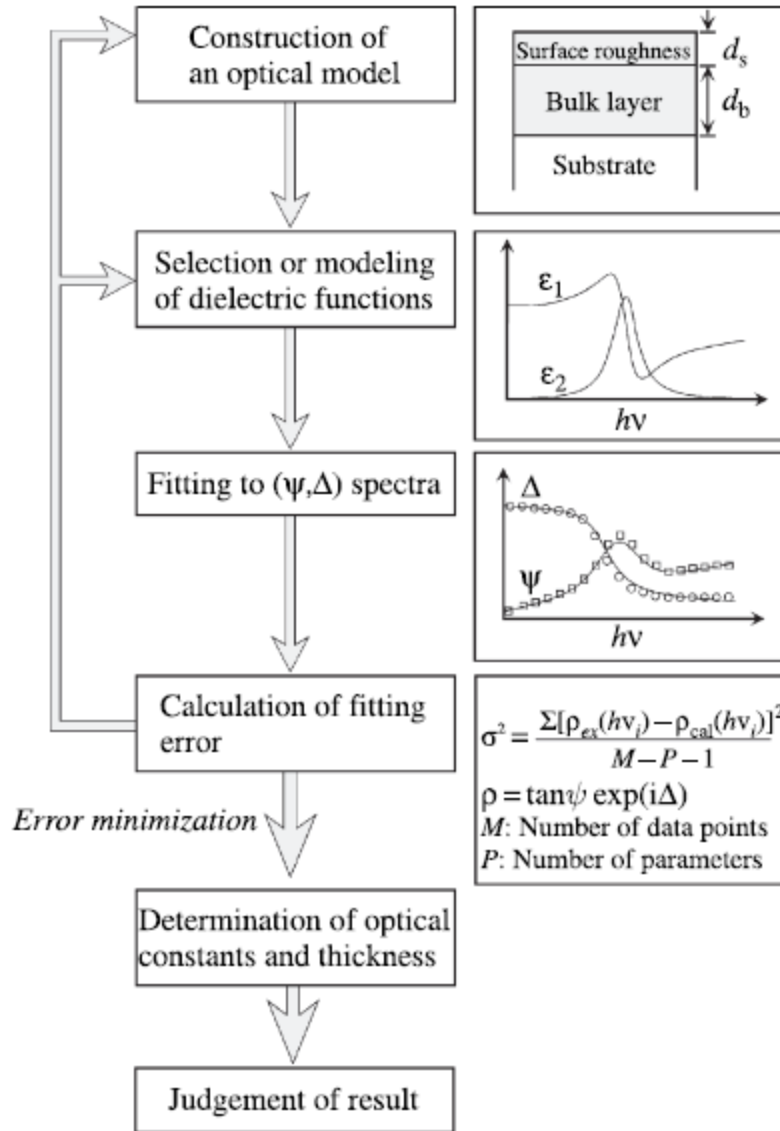 Construction of
an optical model
Surface roughness
d_s
Bulk layer
d_b
Substrate
Selection or modeling
of dielectric functions
ε_1
ε_2
hν
Fitting to (ψ,Δ) spectra
Δ
ψ
hν
Calculation of fitting
error
σ² = Σ[ρ_ex(hν_i)−ρ_cal(hν_i)]² / M−P−1
ρ = tanψ exp(iΔ)
M: Number of data points
P: Number of parameters
Error minimization
Determination of optical
constants and thickness
Judgement of result